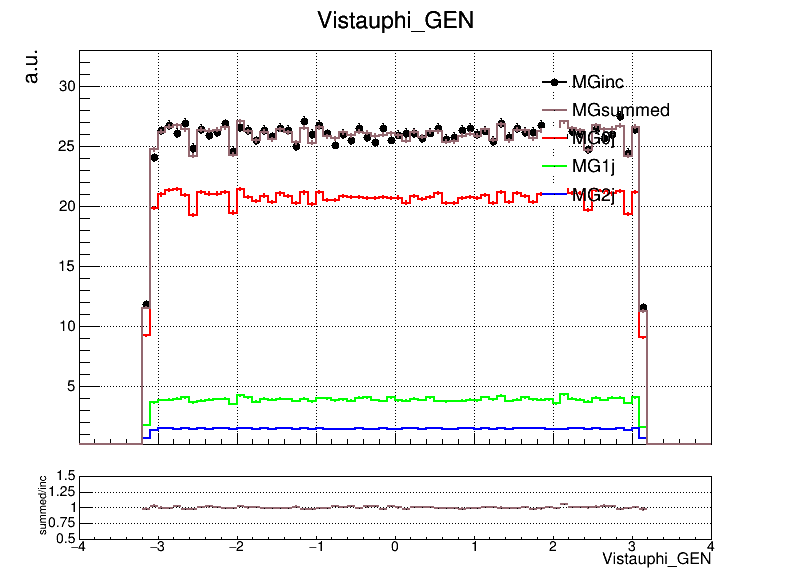 Vistauphi_GEN
a.u.
30
25
20
15
10
5
MGinc
MGsummed
MG0j
MG1j
MG2j
summed/inc
1.5
1.25
1
0.75
0.5
−4 −3 −2 −1 0 1 2 3 4
Vistauphi_GEN